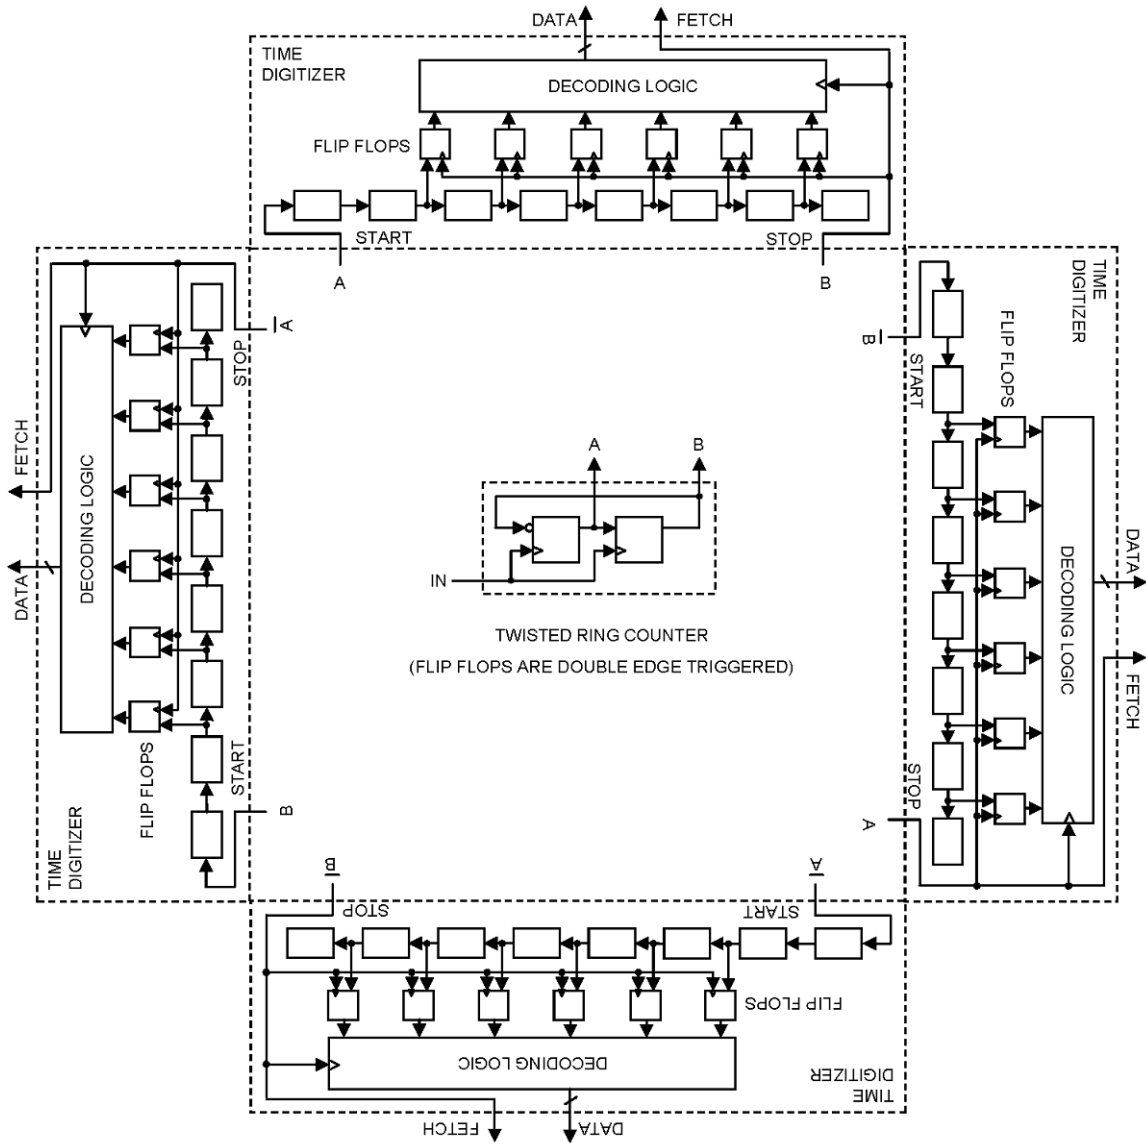 DATA
FETCH
TIME
DIGITIZER
DECODING LOGIC
FLIP FLOPS
START
STOP
A
B
A
STOP
FETCH
DECODING LOGIC
DATA
FLIP FLOPS
START
B
TIME
DIGITIZER
TIME
DIGITIZER
B
START
FLIP FLOPS
DECODING LOGIC
DATA
FETCH
STOP
A
A
B
IN
TWISTED RING COUNTER
(FLIP FLOPS ARE DOUBLE EDGE TRIGGERED)
B
A
STOP
START
FLIP FLOPS
DECODING LOGIC
TIME
DIGITIZER
FETCH
DATA